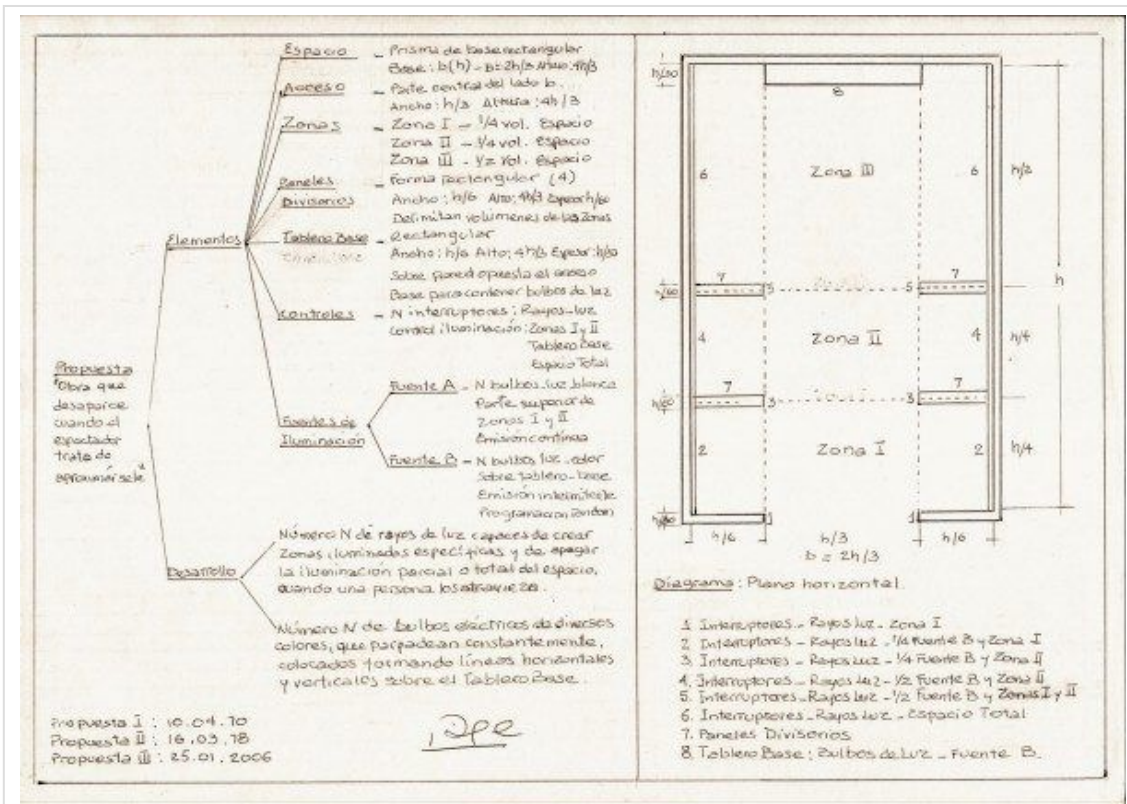 Espacio - Prisma de base rectangular
Base: b(h) - b=2h/3 Altura: 4h/3
Acceso - Parte central del lado b.
Ancho: h/3 Altura: 4h/3
Zonas - Zona I - 1/4 vol. Espacio
Zona II - 1/4 vol. Espacio
Zona III - 1/2 vol. Espacio
Paneles Divisorios - Forma rectangular (4)
Ancho: h/6 Alto: 4h/3 Espesor h/60
Delimitan volumenes de las Zonas
Elementos
Tablero Base - Rectangular
Ancho: h/6 Alto: 4h/3 Espesor: h/30
Sobre pared opuesta al acceso
Base para contener bulbos de luz
Controles - N interruptores: Rayos-luz
Control iluminación: Zonas I y II
Tablero base
Espacio Total
Propuesta
"Obra que
desaparece
cuando el
espectador
trata de
aproximársele"
Fuentes de
Iluminación
Fuente A - N bulbos luz blanca
Parte superior de
Zonas I y II
Emisión contínua
Fuente B - N bulbos luz color
Sobre tablero-base
Emisión intermitente
Programación Random
Desarrollo
Número N de rayos de luz capaces de crear
Zonas iluminadas específicas y de apagar
la iluminación parcial o total del espacio,
cuando una persona los atraviesa.
Número N de bulbos eléctricos de diversos
colores, que parpadean constantemente,
colocados formando líneas horizontales
y verticales sobre el Tablero Base.
Propuesta I : 10.04.70
Propuesta II : 16.03.78
Propuesta III : 25.01.2006
h/30
8
6 Zona III 6 h/2
7 7
h/60 5 5 h
4 Zona II 4 h/4
7 7
h/60 3 3
2 Zona I 2 h/4
h/60 1 1
h/6 h/3 h/6
b = 2h/3
Diagrama: Plano horizontal.
1 Interruptores - Rayos luz - Zona I
2 Interruptores - Rayos luz - 1/4 Fuente B y Zona I
3 Interruptores - Rayos luz - 1/4 Fuente B y Zona II
4. Interruptores - Rayos luz - 1/2 Fuente B y Zona II
5 Interruptores - Rayos luz - 1/2 Fuente B y Zonas I y II
6. Interruptores - Rayos luz - Espacio Total
7. Paneles Divisorios
8. Tablero Base: Bulbos de Luz - Fuente B.